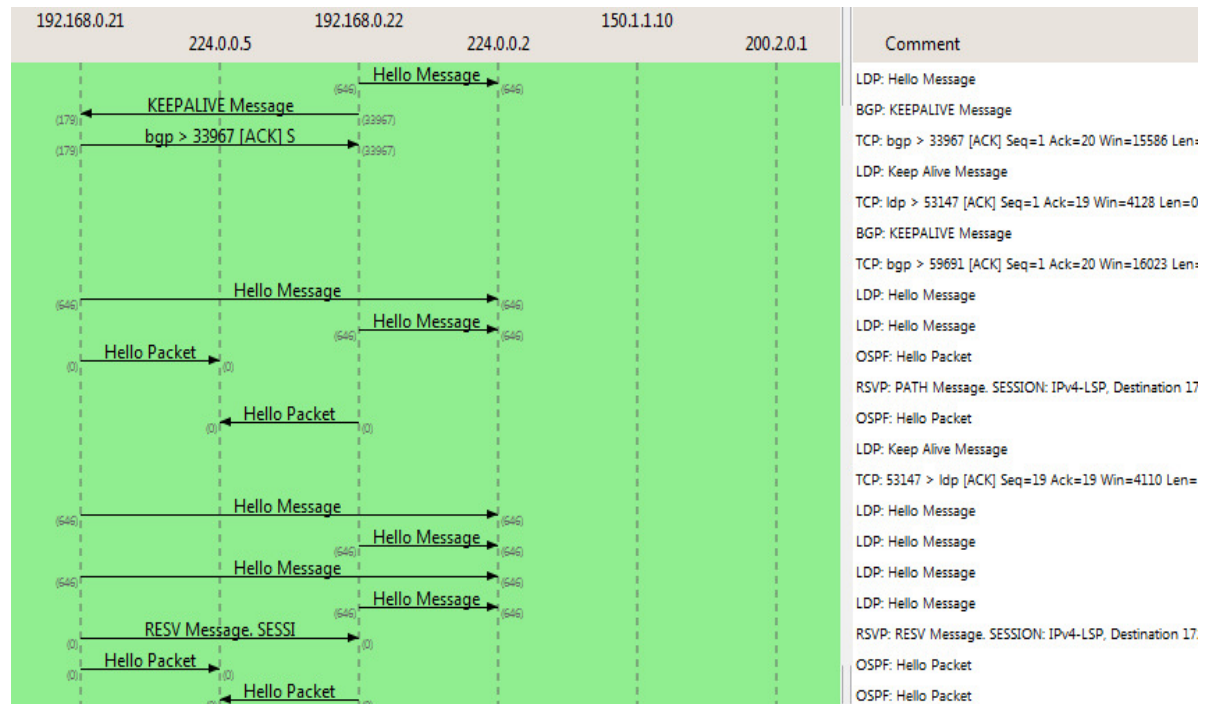 192.168.0.21 192.168.0.22 150.1.1.10
224.0.0.5 224.0.0.2 200.2.0.1 Comment
Hello Message LDP: Hello Message
(646) (646)
KEEPALIVE Message BGP: KEEPALIVE Message
(179) (33967)
bgp > 33967 [ACK] S TCP: bgp > 33967 [ACK] Seq=1 Ack=20 Win=15586 Len=
(179) (33967)
LDP: Keep Alive Message
TCP: ldp > 53147 [ACK] Seq=1 Ack=19 Win=4128 Len=0
BGP: KEEPALIVE Message
TCP: bgp > 59691 [ACK] Seq=1 Ack=20 Win=16023 Len=
Hello Message LDP: Hello Message
(646) (646)
Hello Message LDP: Hello Message
(646) (646)
Hello Packet OSPF: Hello Packet
(0) (0)
RSVP: PATH Message. SESSION: IPv4-LSP, Destination 17
Hello Packet OSPF: Hello Packet
(0) (0)
LDP: Keep Alive Message
TCP: 53147 > ldp [ACK] Seq=19 Ack=19 Win=4110 Len=
Hello Message LDP: Hello Message
(646) (646)
Hello Message LDP: Hello Message
(646) (646)
Hello Message LDP: Hello Message
(646) (646)
Hello Message LDP: Hello Message
(646) (646)
RESV Message. SESSI RSVP: RESV Message. SESSION: IPv4-LSP, Destination 17.
(0) (0)
Hello Packet OSPF: Hello Packet
(0) (0)
Hello Packet OSPF: Hello Packet
(0) (0)